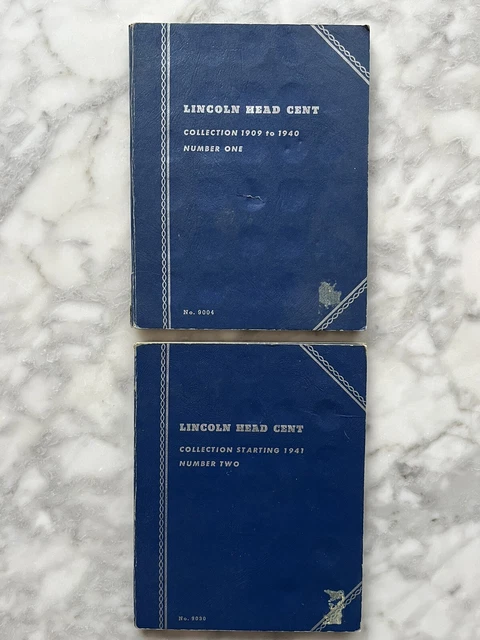 LINCOLN HEAD CENT
COLLECTION 1909 to 1940
NUMBER ONE
No. 9004
LINCOLN HEAD CENT
COLLECTION STARTING 1941
NUMBER TWO
No. 9030